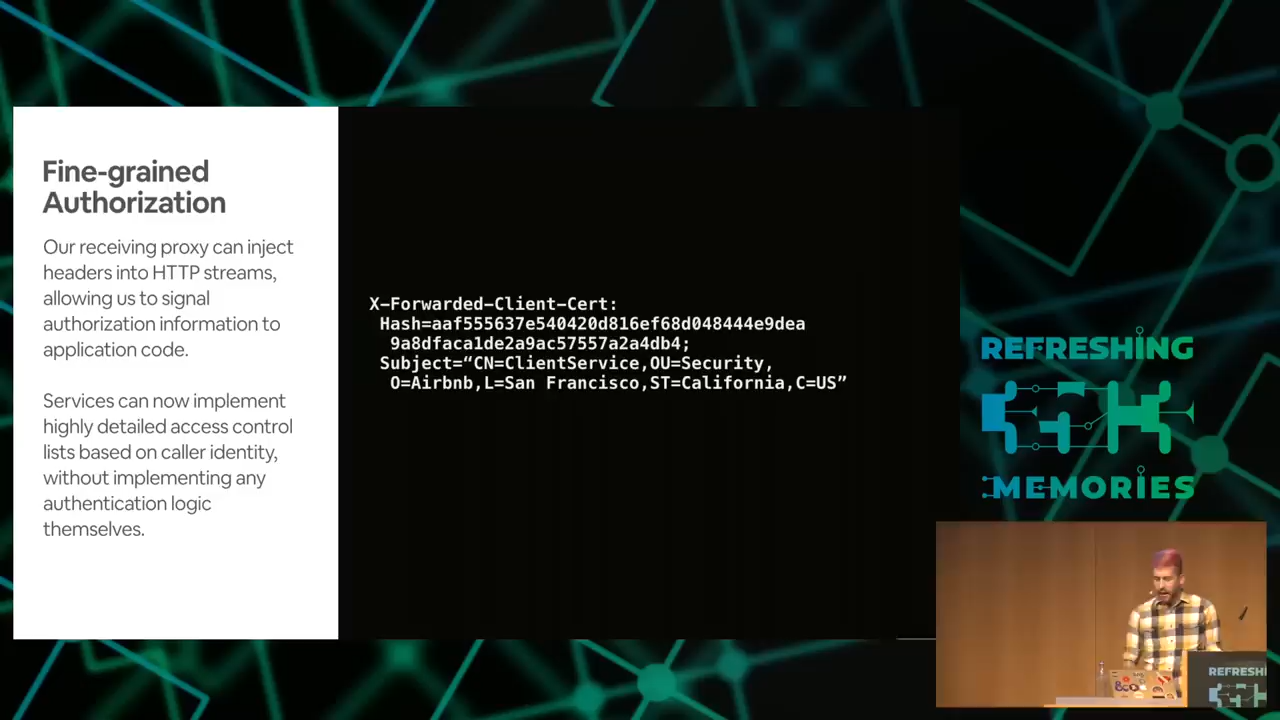 Fine-grained
Authorization
Our receiving proxy can inject
headers into HTTP streams,
allowing us to signal
authorization information to
application code.
Services can now implement
highly detailed access control
lists based on caller identity,
without implementing any
authentication logic
themselves.
X-Forwarded-Client-Cert:
Hash=aaf555637e540420d816ef68d048444e9dea
9a8dfaca1de2a9ac57557a2a4db4;
Subject=“CN=ClientService,OU=Security,
O=Airbnb,L=San Francisco,ST=California,C=US”
REFRESHING
35C3
MEMORIES
REFRESHI